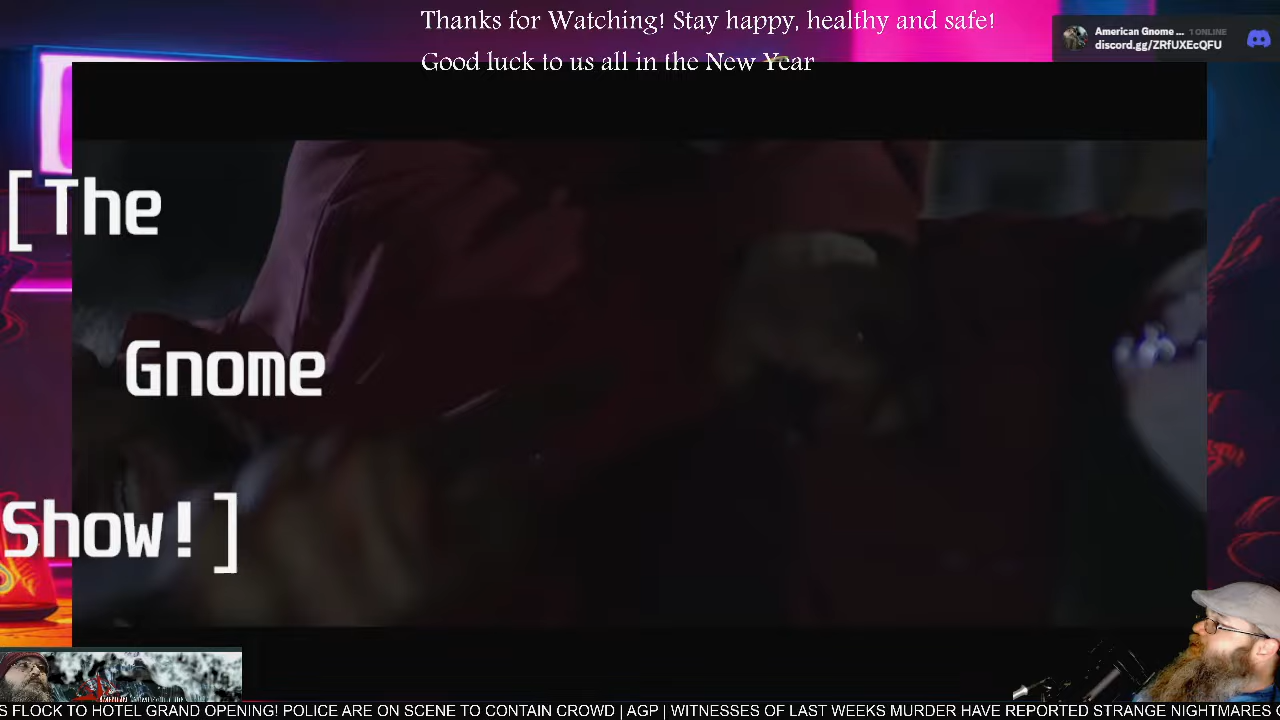 Thanks for Watching! Stay happy, healthy and safe!
Good luck to us all in the New Year
American Gnome ... 1 ONLINE
discord.gg/ZRfUXEcQFU
[The
Gnome
Show!]
S FLOCK TO HOTEL GRAND OPENING! POLICE ARE ON SCENE TO CONTAIN CROWD | AGP | WITNESSES OF LAST WEEKS MURDER HAVE REPORTED STRANGE NIGHTMARES